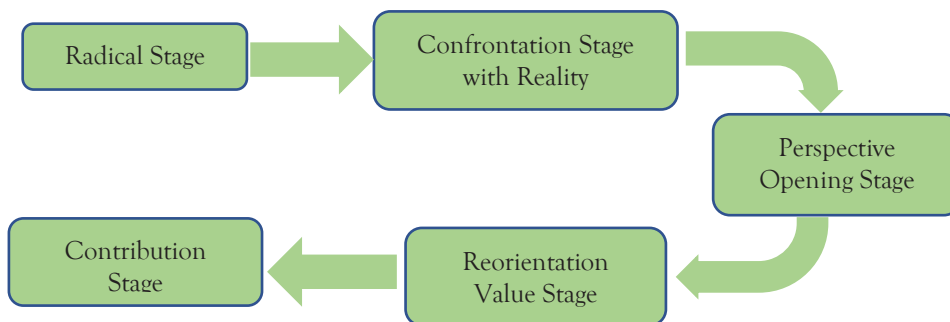 Radical Stage
Confrontation Stage
with Reality
Perspective
Opening Stage
Reorientation
Value Stage
Contribution
Stage